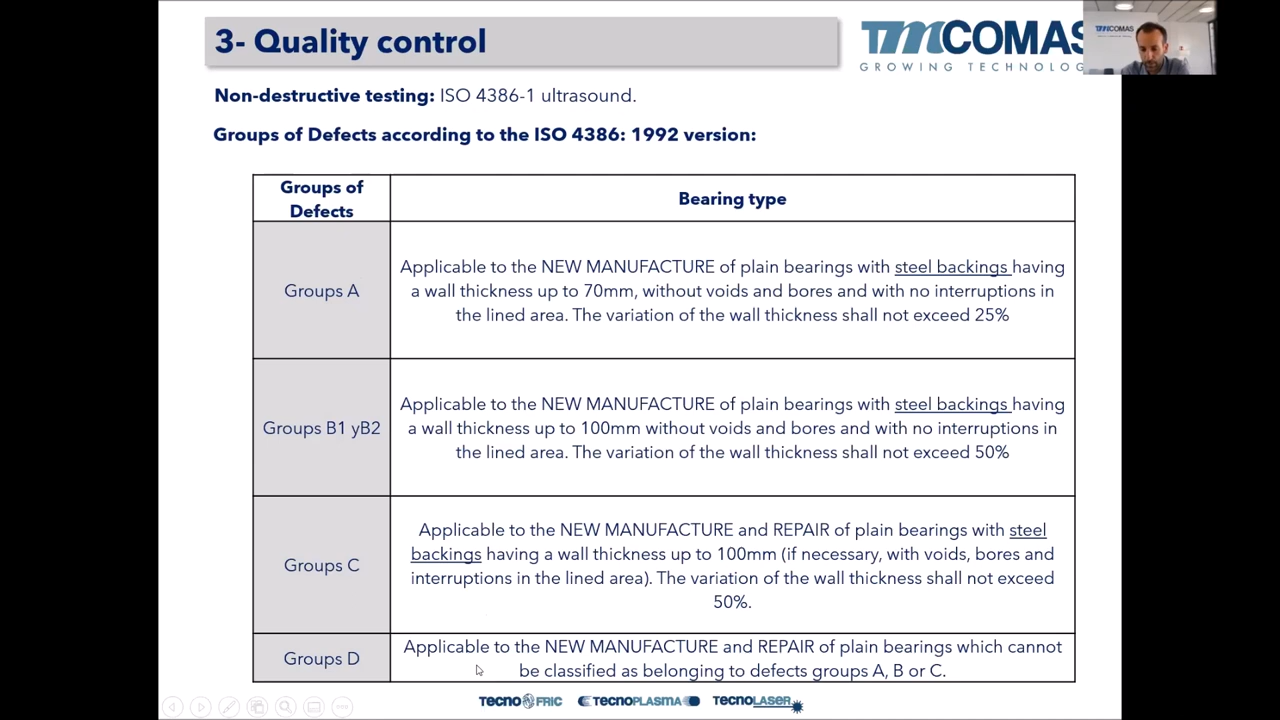 3- Quality control
TMCOMAS
GROWING TECHNOLOG
TMCOMAS
Non-destructive testing: ISO 4386-1 ultrasound.
Groups of Defects according to the ISO 4386: 1992 version:
Groups of
Defects
Bearing type
Groups A
Applicable to the NEW MANUFACTURE of plain bearings with steel backings having
a wall thickness up to 70mm, without voids and bores and with no interruptions in
the lined area. The variation of the wall thickness shall not exceed 25%
Groups B1 yB2
Applicable to the NEW MANUFACTURE of plain bearings with steel backings having
a wall thickness up to 100mm without voids and bores and with no interruptions in
the lined area. The variation of the wall thickness shall not exceed 50%
Groups C
Applicable to the NEW MANUFACTURE and REPAIR of plain bearings with steel
backings having a wall thickness up to 100mm (if necessary, with voids, bores and
interruptions in the lined area). The variation of the wall thickness shall not exceed
50%.
Groups D
Applicable to the NEW MANUFACTURE and REPAIR of plain bearings which cannot
be classified as belonging to defects groups A, B or C.
TECNOFRIC
TECNOPLASMA
TECNOLASER